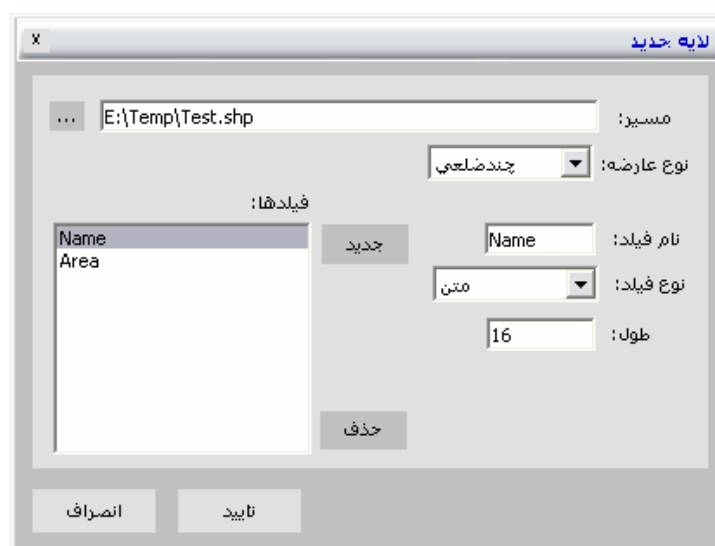 لایه جدید
x
مسیر:
E:\Temp\Test.shp
...
نوع عارضه:
چندضلعي
فیلدها:
نام فیلد:
Name
جدید
Name
Area
نوع فیلد:
متن
طول:
16
حذف
تایید
انصراف